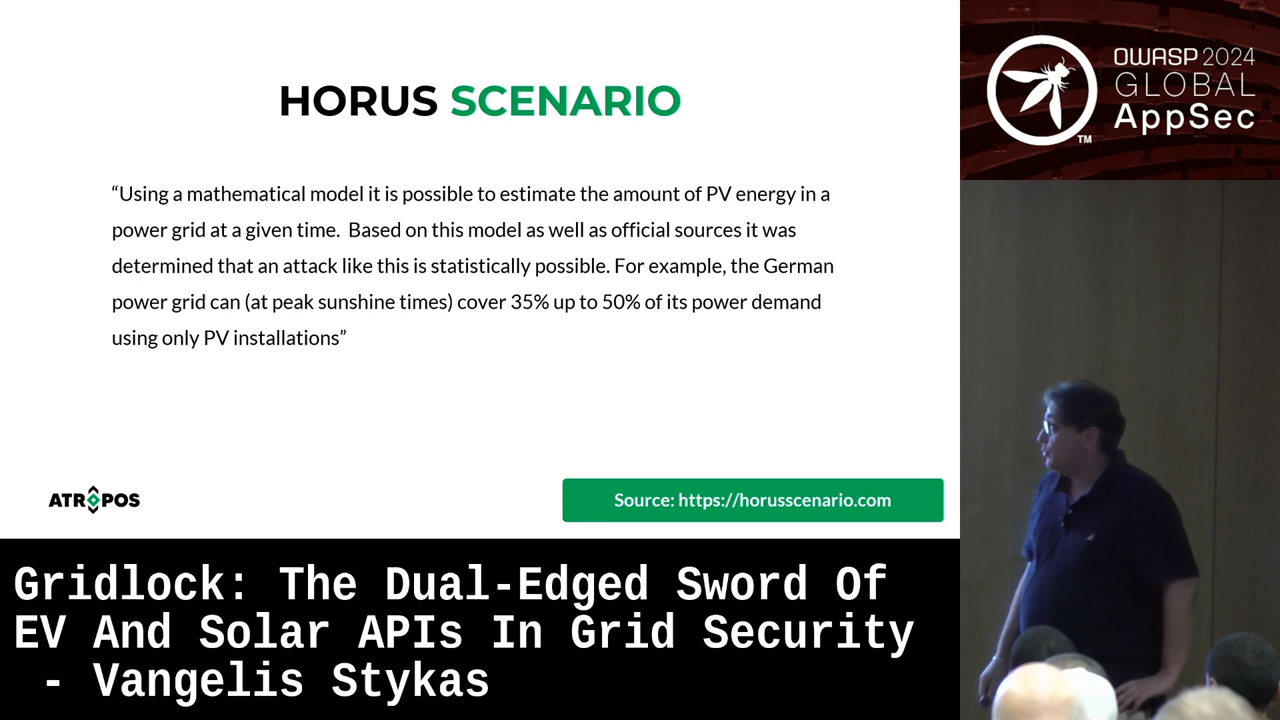 HORUS SCENARIO
“Using a mathematical model it is possible to estimate the amount of PV energy in a
power grid at a given time.  Based on this model as well as official sources it was
determined that an attack like this is statistically possible. For example, the German
power grid can (at peak sunshine times) cover 35% up to 50% of its power demand
using only PV installations”
ATROPOS
Source: https://horusscenario.com
OWASP 2024
GLOBAL
AppSec
TM
Gridlock: The Dual-Edged Sword Of
EV And Solar APIs In Grid Security
- Vangelis Stykas